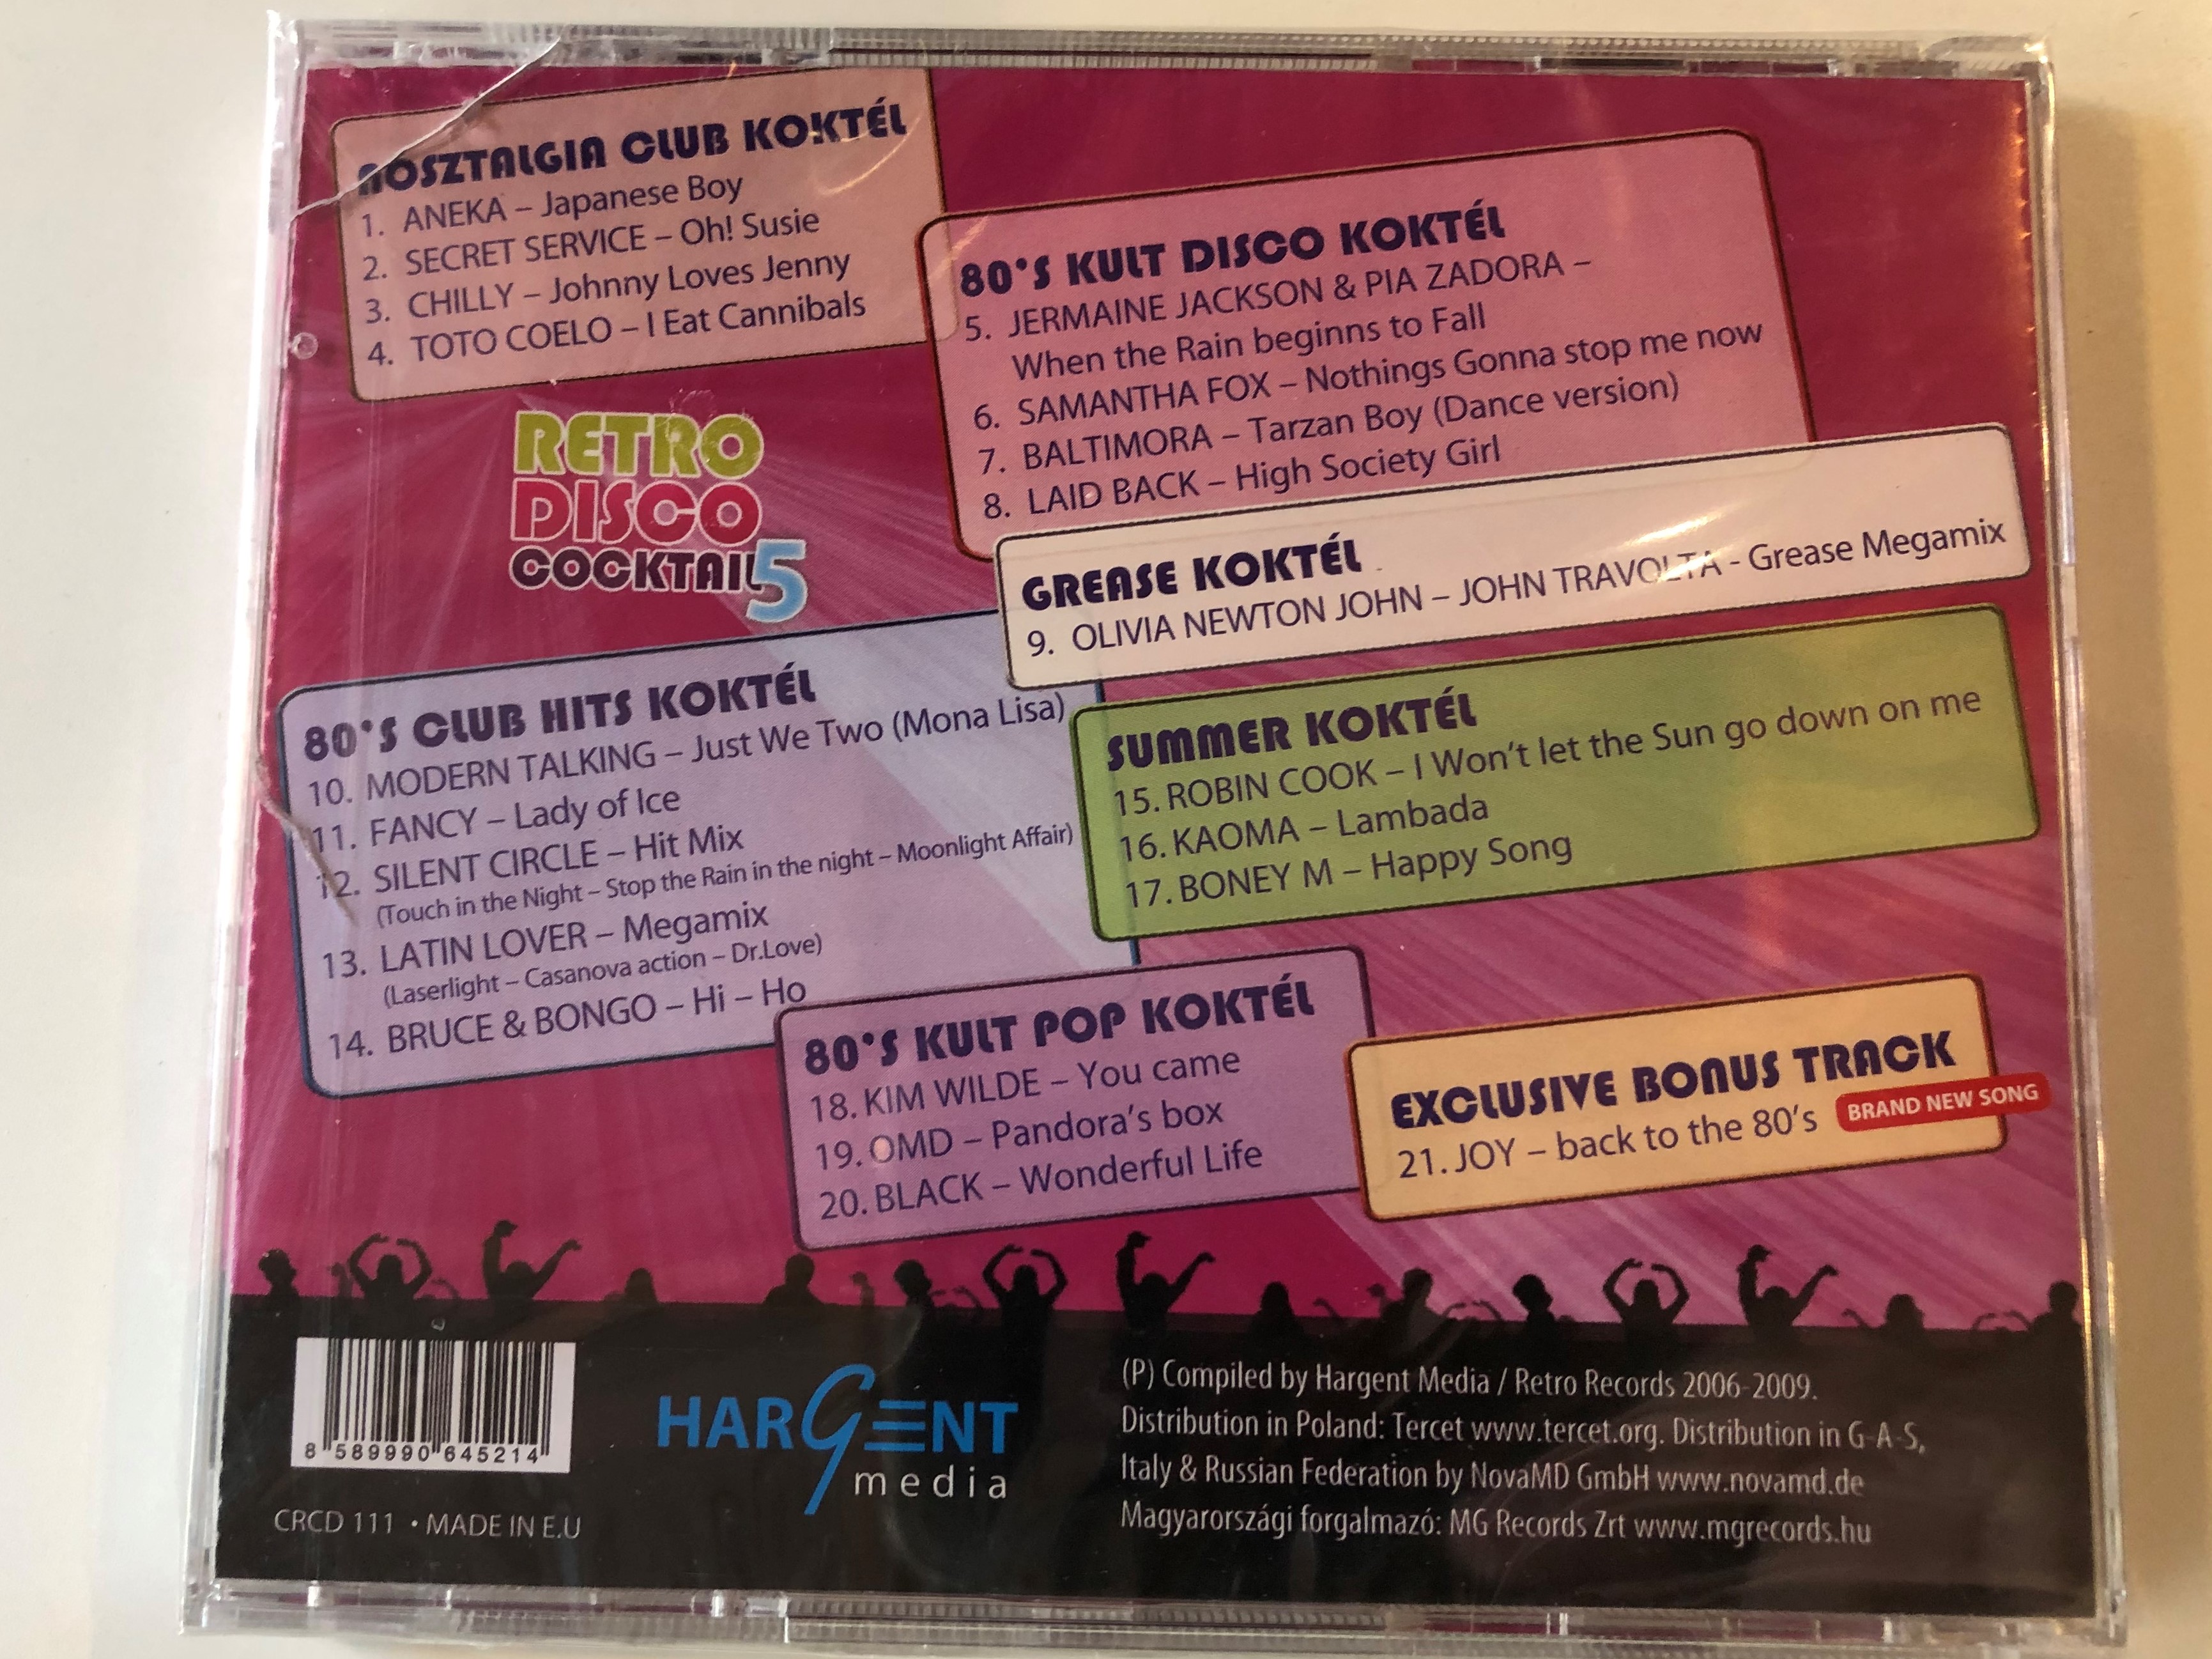 NOSZTALGIA CLUB KOKTÉL
1. ANEKA – Japanese Boy
2. SECRET SERVICE – Oh! Susie
3. CHILLY – Johnny Loves Jenny
4. TOTO COELO – I Eat Cannibals
80'S KULT DISCO KOKTÉL
5. JERMAINE JACKSON & PIA ZADORA –
When the Rain beginns to Fall
6. SAMANTHA FOX – Nothings Gonna stop me now
7. BALTIMORA – Tarzan Boy (Dance version)
8. LAID BACK – High Society Girl
RETRO
DISCO
COCKTAIL 5
GREASE KOKTÉL
9. OLIVIA NEWTON JOHN – JOHN TRAVOLTA - Grease Megamix
80'S CLUB HITS KOKTÉL
10. MODERN TALKING – Just We Two (Mona Lisa)
11. FANCY – Lady of Ice
12. SILENT CIRCLE – Hit Mix
(Touch in the Night – Stop the Rain in the night – Moonlight Affair)
13. LATIN LOVER – Megamix
(Laserlight – Casanova action – Dr.Love)
14. BRUCE & BONGO – Hi – Ho
SUMMER KOKTÉL
15. ROBIN COOK – I Won't let the Sun go down on me
16. KAOMA – Lambada
17. BONEY M – Happy Song
80'S KULT POP KOKTÉL
18. KIM WILDE – You came
19. OMD – Pandora's box
20. BLACK – Wonderful Life
EXCLUSIVE BONUS TRACK
21. JOY – back to the 80's BRAND NEW SONG
8 589990 645214
CRCD 111 • MADE IN E.U
HARGENT
media
(P) Compiled by Hargent Media / Retro Records 2006-2009.
Distribution in Poland: Tercet www.tercet.org. Distribution in G-A-S,
Italy & Russian Federation by NovaMD GmbH www.novamd.de
Magyarországi forgalmazó: MG Records Zrt www.mgrecords.hu